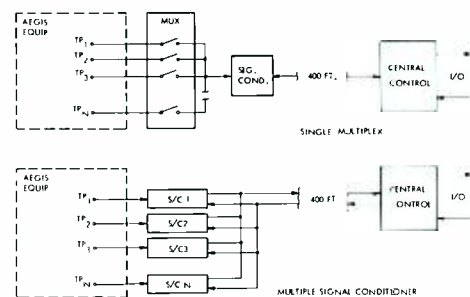 AEGIS
EQUIP
MUX
TP1
TP2
TP3
TPN
SIG.
COND.
400 FT.
CENTRAL
CONTROL
I/O
SINGLE MULTIPLEX
AEGIS
EQUIP
TP1
S/C 1
TP2
S/C2
TP3
S/C3
TPN
S/C N
400 FT
CENTRAL
CONTROL
I/O
MULTIPLE SIGNAL CONDITIONER